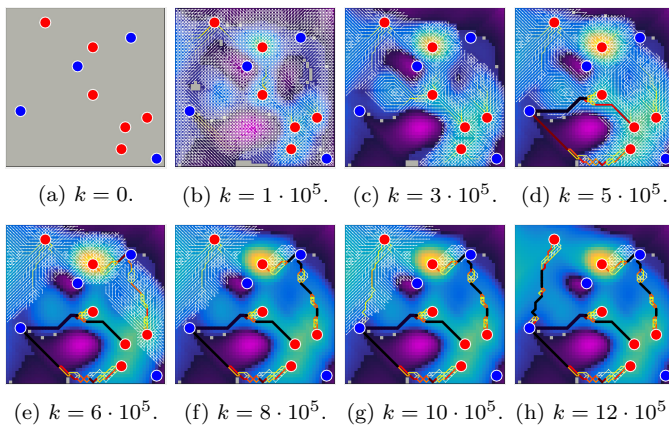 (a) k = 0. (b) k = 1 · 10⁵. (c) k = 3 · 10⁵. (d) k = 5 · 10⁵.
(e) k = 6 · 10⁵. (f) k = 8 · 10⁵. (g) k = 10 · 10⁵. (h) k = 12 · 10⁵.